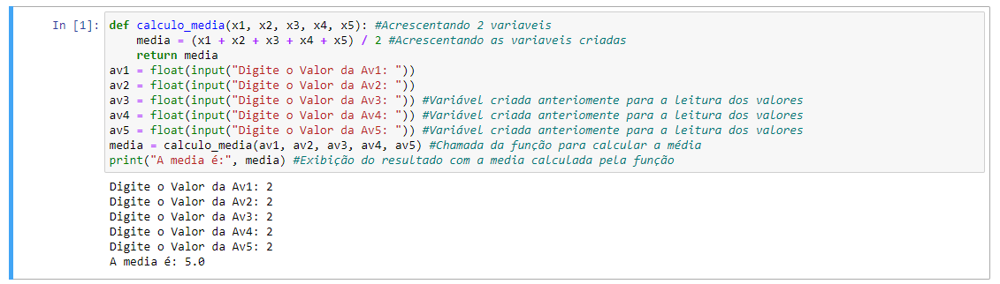 In [1]: def calculo_media(x1, x2, x3, x4, x5): #Acrescentando 2 variaveis
    media = (x1 + x2 + x3 + x4 + x5) / 2 #Acrescentando as variaveis criadas
    return media
av1 = float(input("Digite o Valor da Av1: "))
av2 = float(input("Digite o Valor da Av2: "))
av3 = float(input("Digite o Valor da Av3: ")) #Variável criada anteriomente para a leitura dos valores
av4 = float(input("Digite o Valor da Av4: ")) #Variável criada anteriomente para a leitura dos valores
av5 = float(input("Digite o Valor da Av5: ")) #Variável criada anteriomente para a leitura dos valores
media = calculo_media(av1, av2, av3, av4, av5) #Chamada da função para calcular a média
print("A media é:", media) #Exibição do resultado com a media calculada pela função
Digite o Valor da Av1: 2
Digite o Valor da Av2: 2
Digite o Valor da Av3: 2
Digite o Valor da Av4: 2
Digite o Valor da Av5: 2
A media é: 5.0